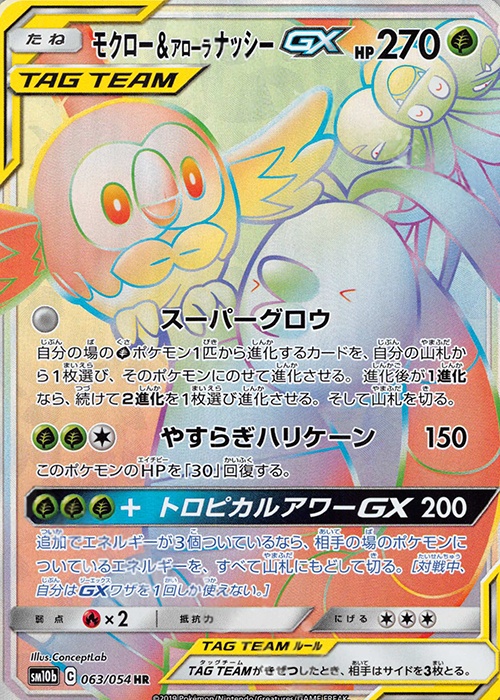 たね モクロー&アローラナッシーGX HP270
TAG TEAM
スーパーグロウ
自分の場のポケモン1匹から進化するカードを、自分の山札か
ら1枚選び、そのポケモンにのせて進化させる。進化後が1進化
なら、続けて2進化を1枚選び進化させる。そして山札を切る。
やすらぎハリケーン 150
このポケモンのHPを「30」回復する。
+ トロピカルアワーGX 200
追加でエネルギーが3個ついているなら、相手の場のポケモンに
ついているエネルギーを、すべて山札にもどして切る。[対戦中、
自分はGXワザを1回しか使えない。]
弱点 ×2 抵抗力 にげる
Illus. ConceptLab
TAG TEAM ルール
sm10b C 063/054 HR
TAG TEAMがきぜつしたとき、相手はサイドを3枚とる。
©2019 Pokémon/Nintendo/Creatures/GAME FREAK